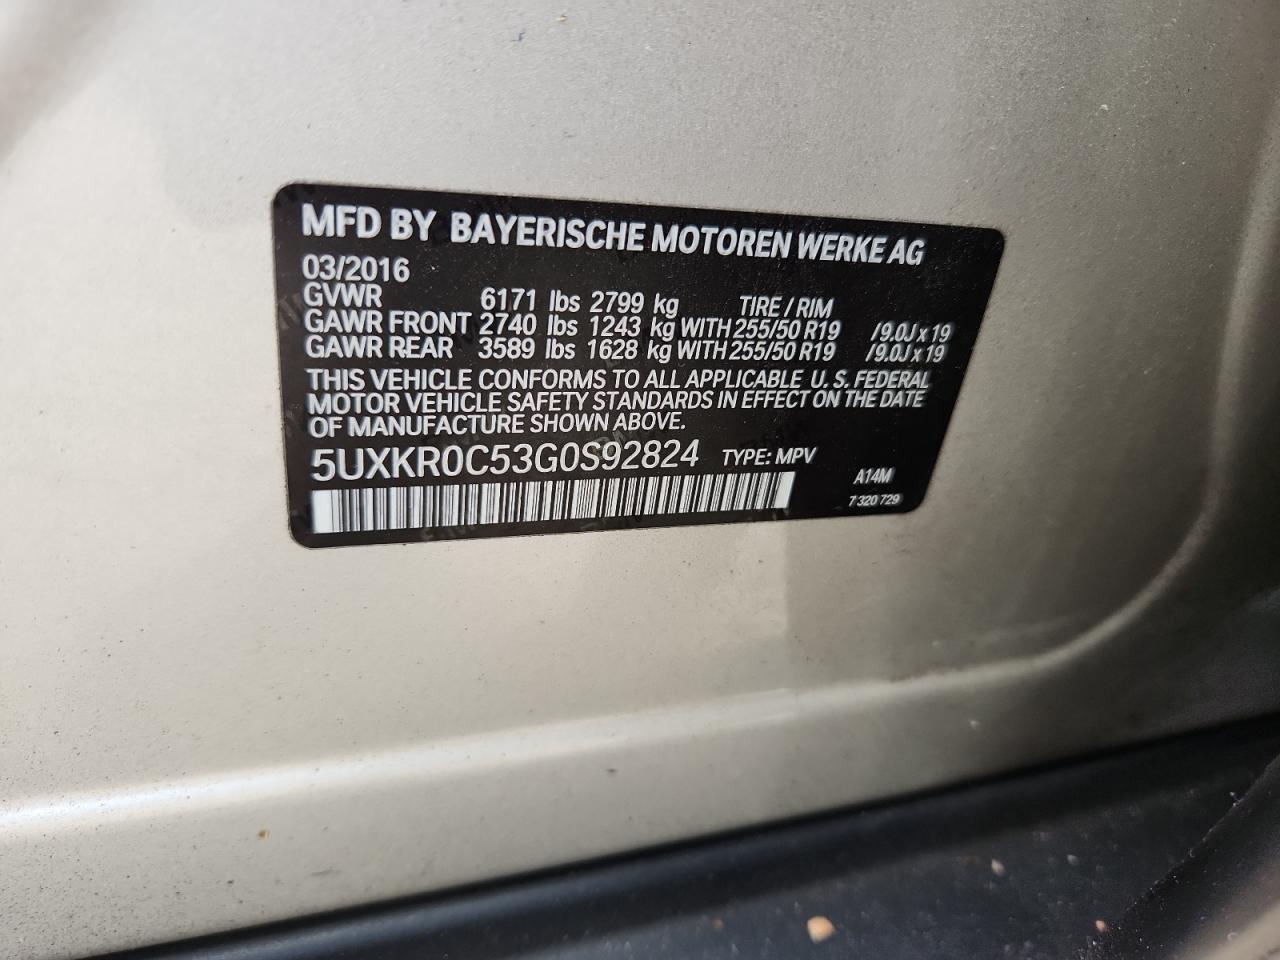 MFD BY BAYERISCHE MOTOREN WERKE AG
03/2016
GVWR 6171 lbs 2799 kg TIRE / RIM
GAWR FRONT 2740 lbs 1243 kg WITH 255/50 R19 /9.0J x 19
GAWR REAR 3589 lbs 1628 kg WITH 255/50 R19 /9.0J x 19
THIS VEHICLE CONFORMS TO ALL APPLICABLE U. S. FEDERAL
MOTOR VEHICLE SAFETY STANDARDS IN EFFECT ON THE DATE
OF MANUFACTURE SHOWN ABOVE.
5UXKR0C53G0S92824 TYPE: MPV
A14M
7 320 729